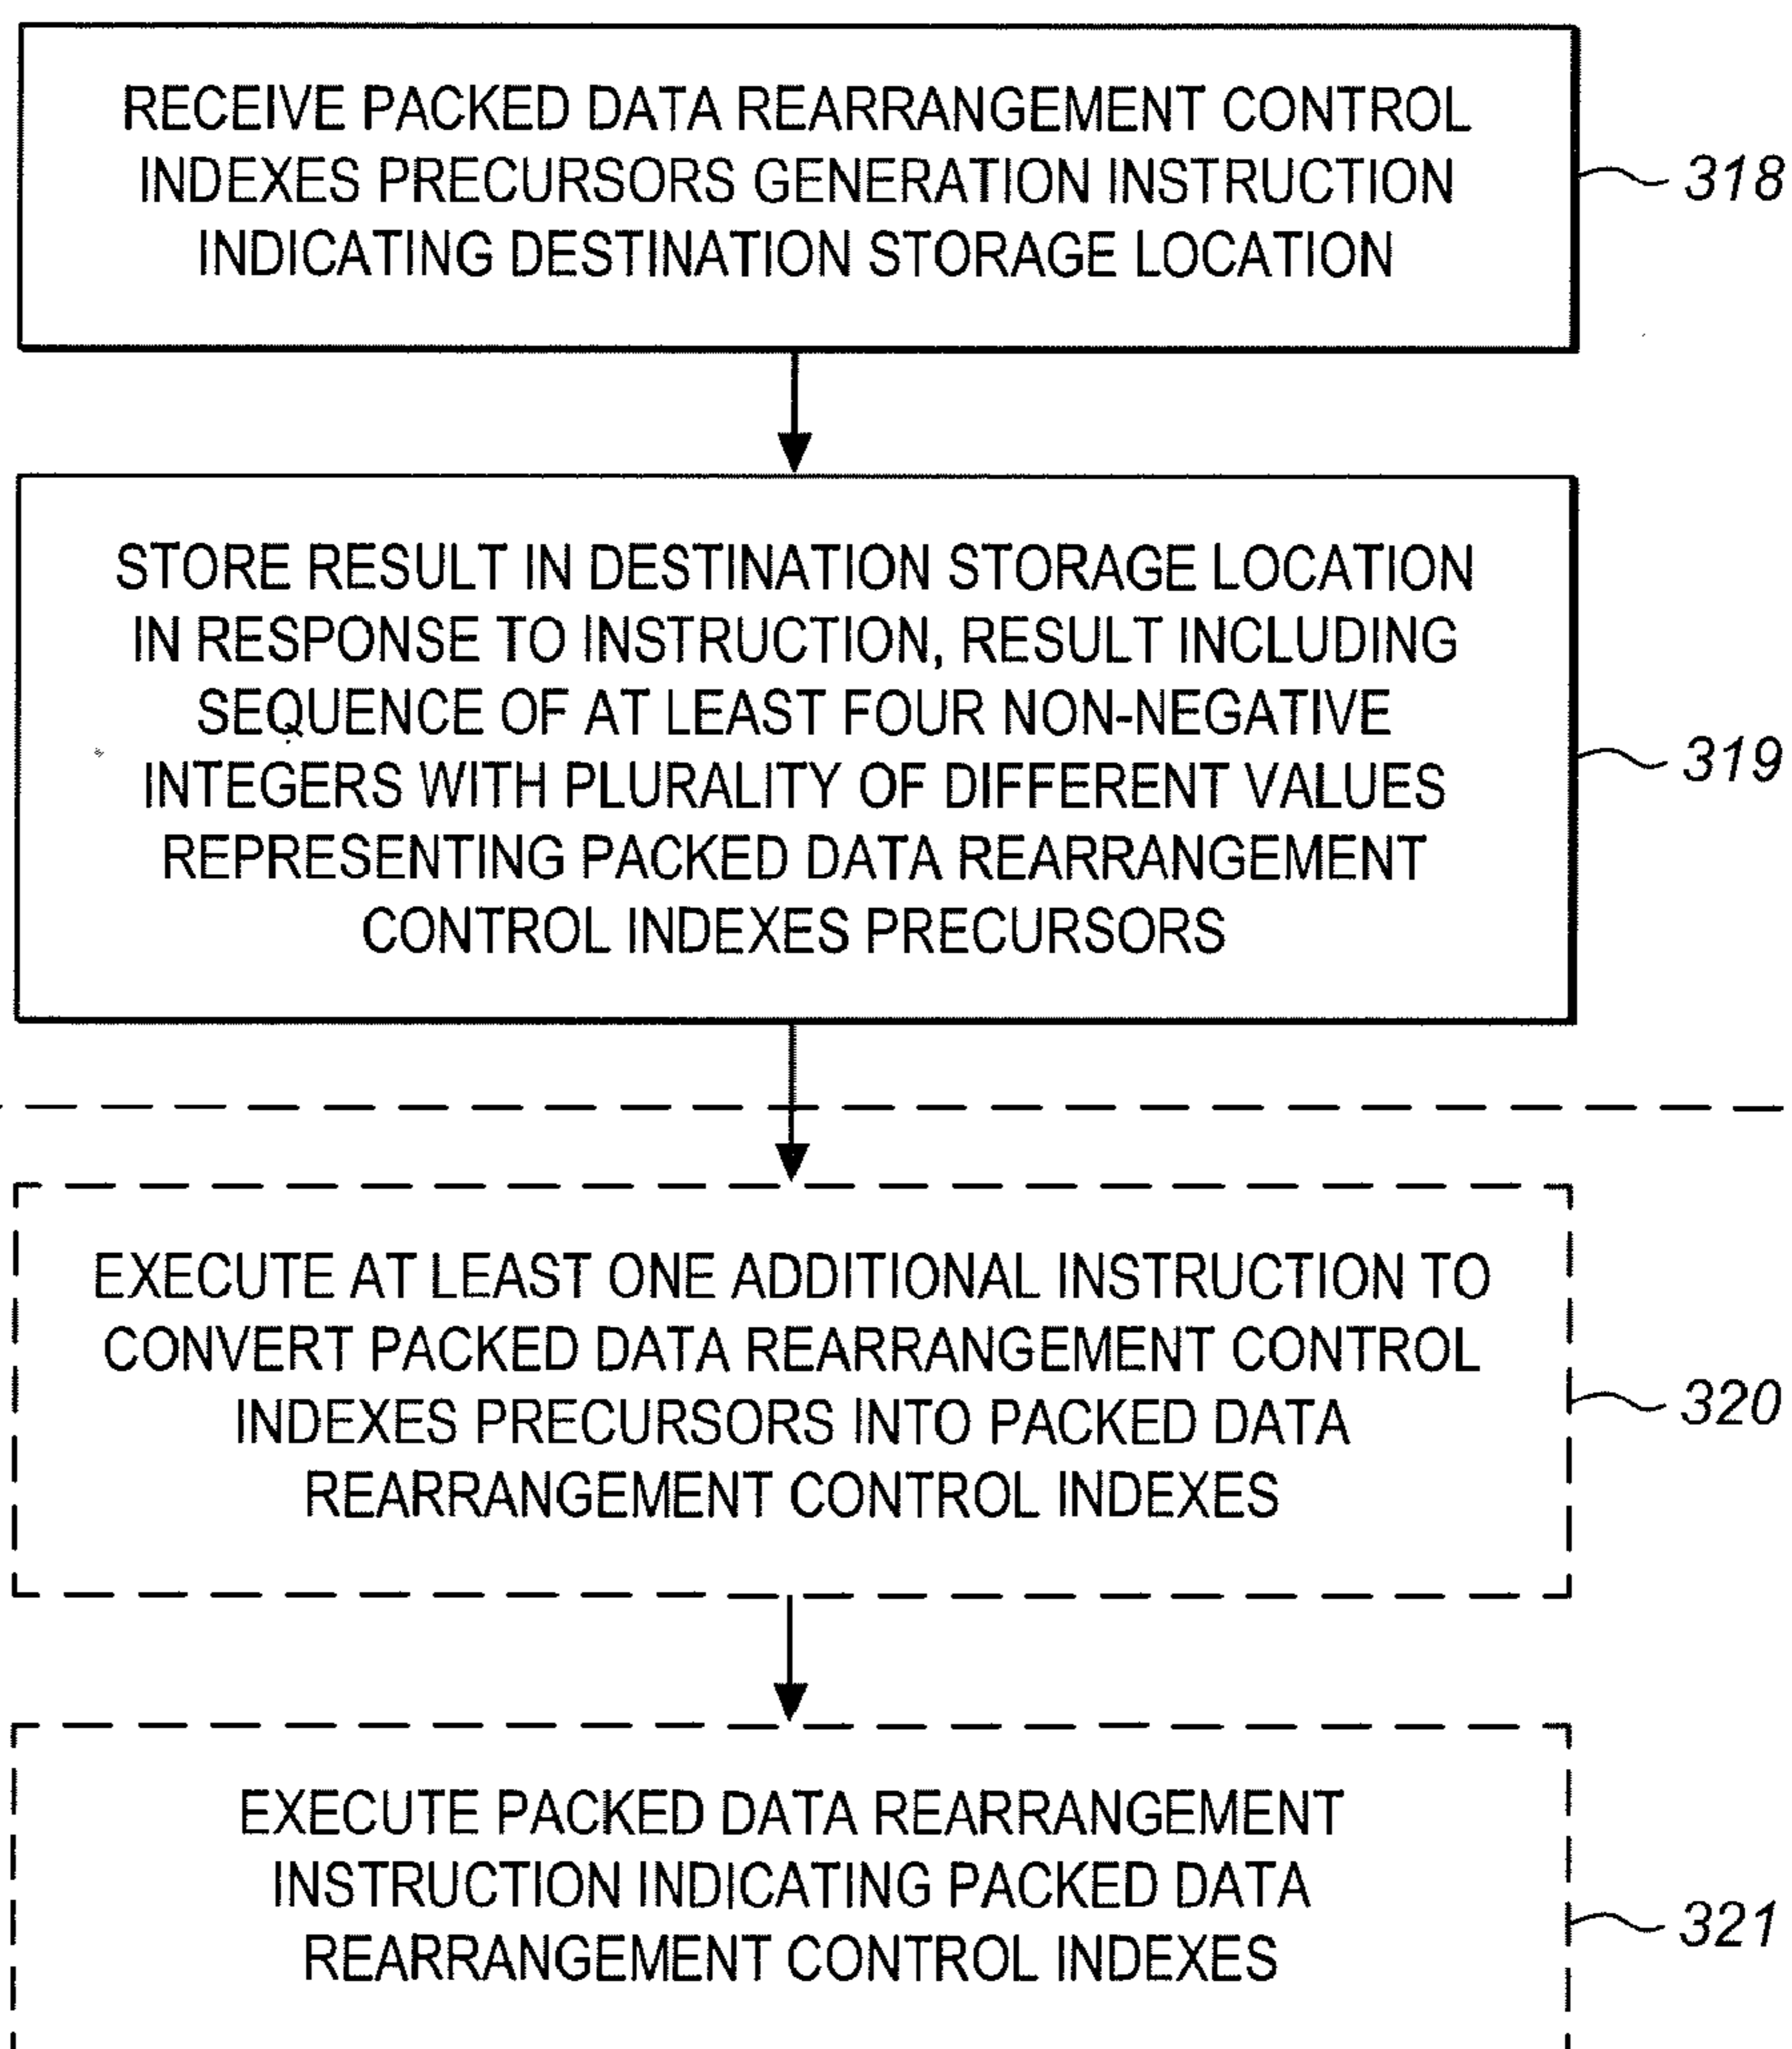 RECEIVE PACKED DATA REARRANGEMENT CONTROL
INDEXES PRECURSORS GENERATION INSTRUCTION
INDICATING DESTINATION STORAGE LOCATION
318
STORE RESULT IN DESTINATION STORAGE LOCATION
IN RESPONSE TO INSTRUCTION, RESULT INCLUDING
SEQUENCE OF AT LEAST FOUR NON-NEGATIVE
INTEGERS WITH PLURALITY OF DIFFERENT VALUES
REPRESENTING PACKED DATA REARRANGEMENT
CONTROL INDEXES PRECURSORS
319
EXECUTE AT LEAST ONE ADDITIONAL INSTRUCTION TO
CONVERT PACKED DATA REARRANGEMENT CONTROL
INDEXES PRECURSORS INTO PACKED DATA
REARRANGEMENT CONTROL INDEXES
320
EXECUTE PACKED DATA REARRANGEMENT
INSTRUCTION INDICATING PACKED DATA
REARRANGEMENT CONTROL INDEXES
321